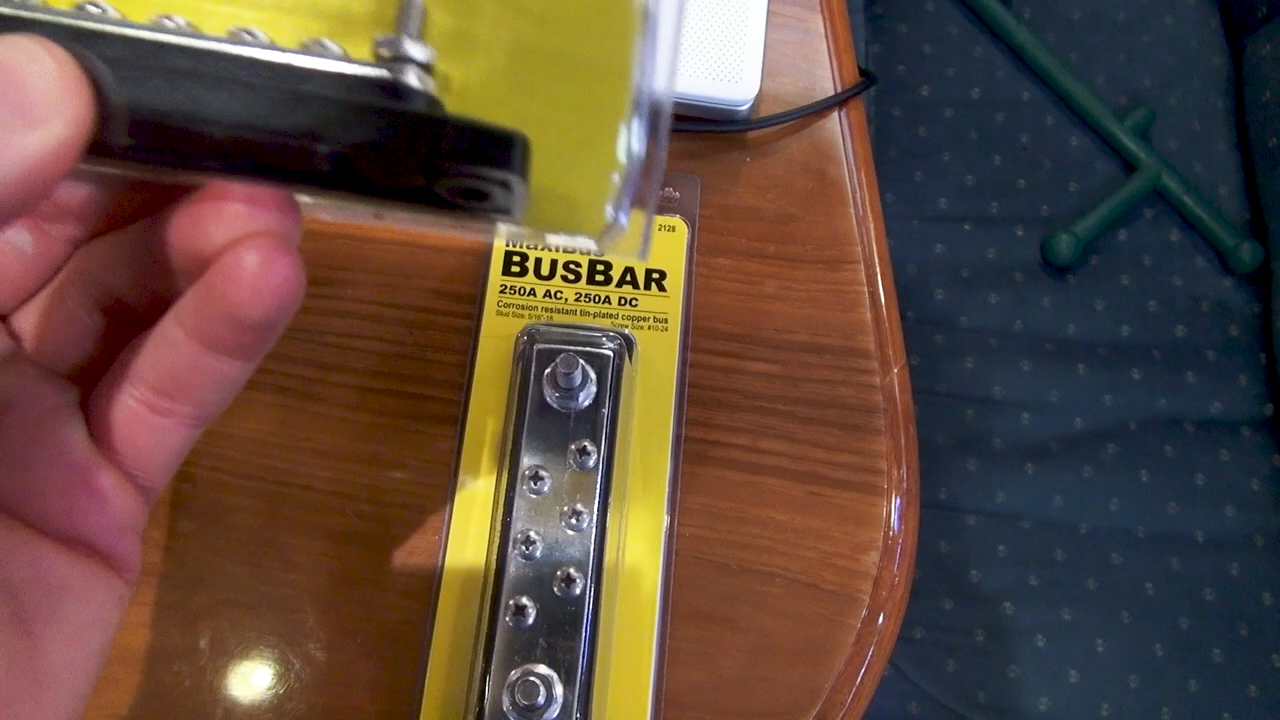 2128
MaxiBus
BUSBAR
250A AC, 250A DC
Corrosion resistant tin-plated copper bus
Stud Size: 5/16"-18
Screw Size: #10-24